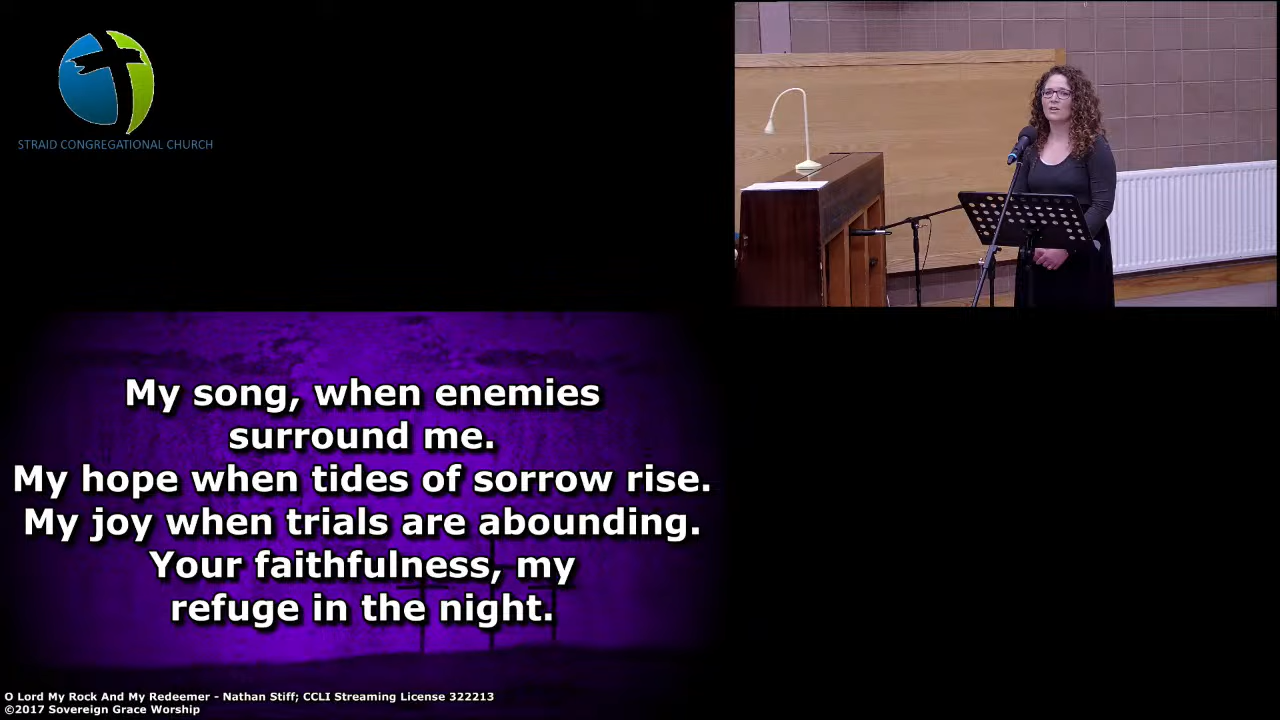 STRAID CONGREGATIONAL CHURCH
My song, when enemies
surround me.
My hope when tides of sorrow rise.
My joy when trials are abounding.
Your faithfulness, my
refuge in the night.
O Lord My Rock And My Redeemer - Nathan Stiff; CCLI Streaming License 322213
©2017 Sovereign Grace Worship